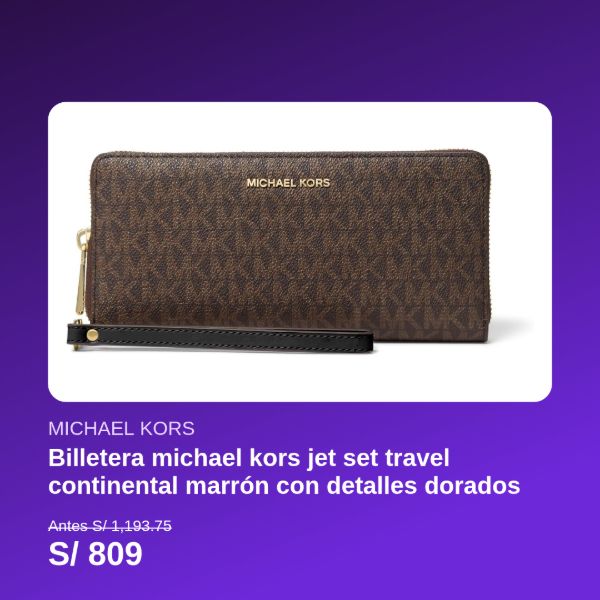 MICHAEL KORS
MICHAEL KORS
Billetera michael kors jet set travel
continental marrón con detalles dorados
Antes S/ 1,193.75
S/ 809